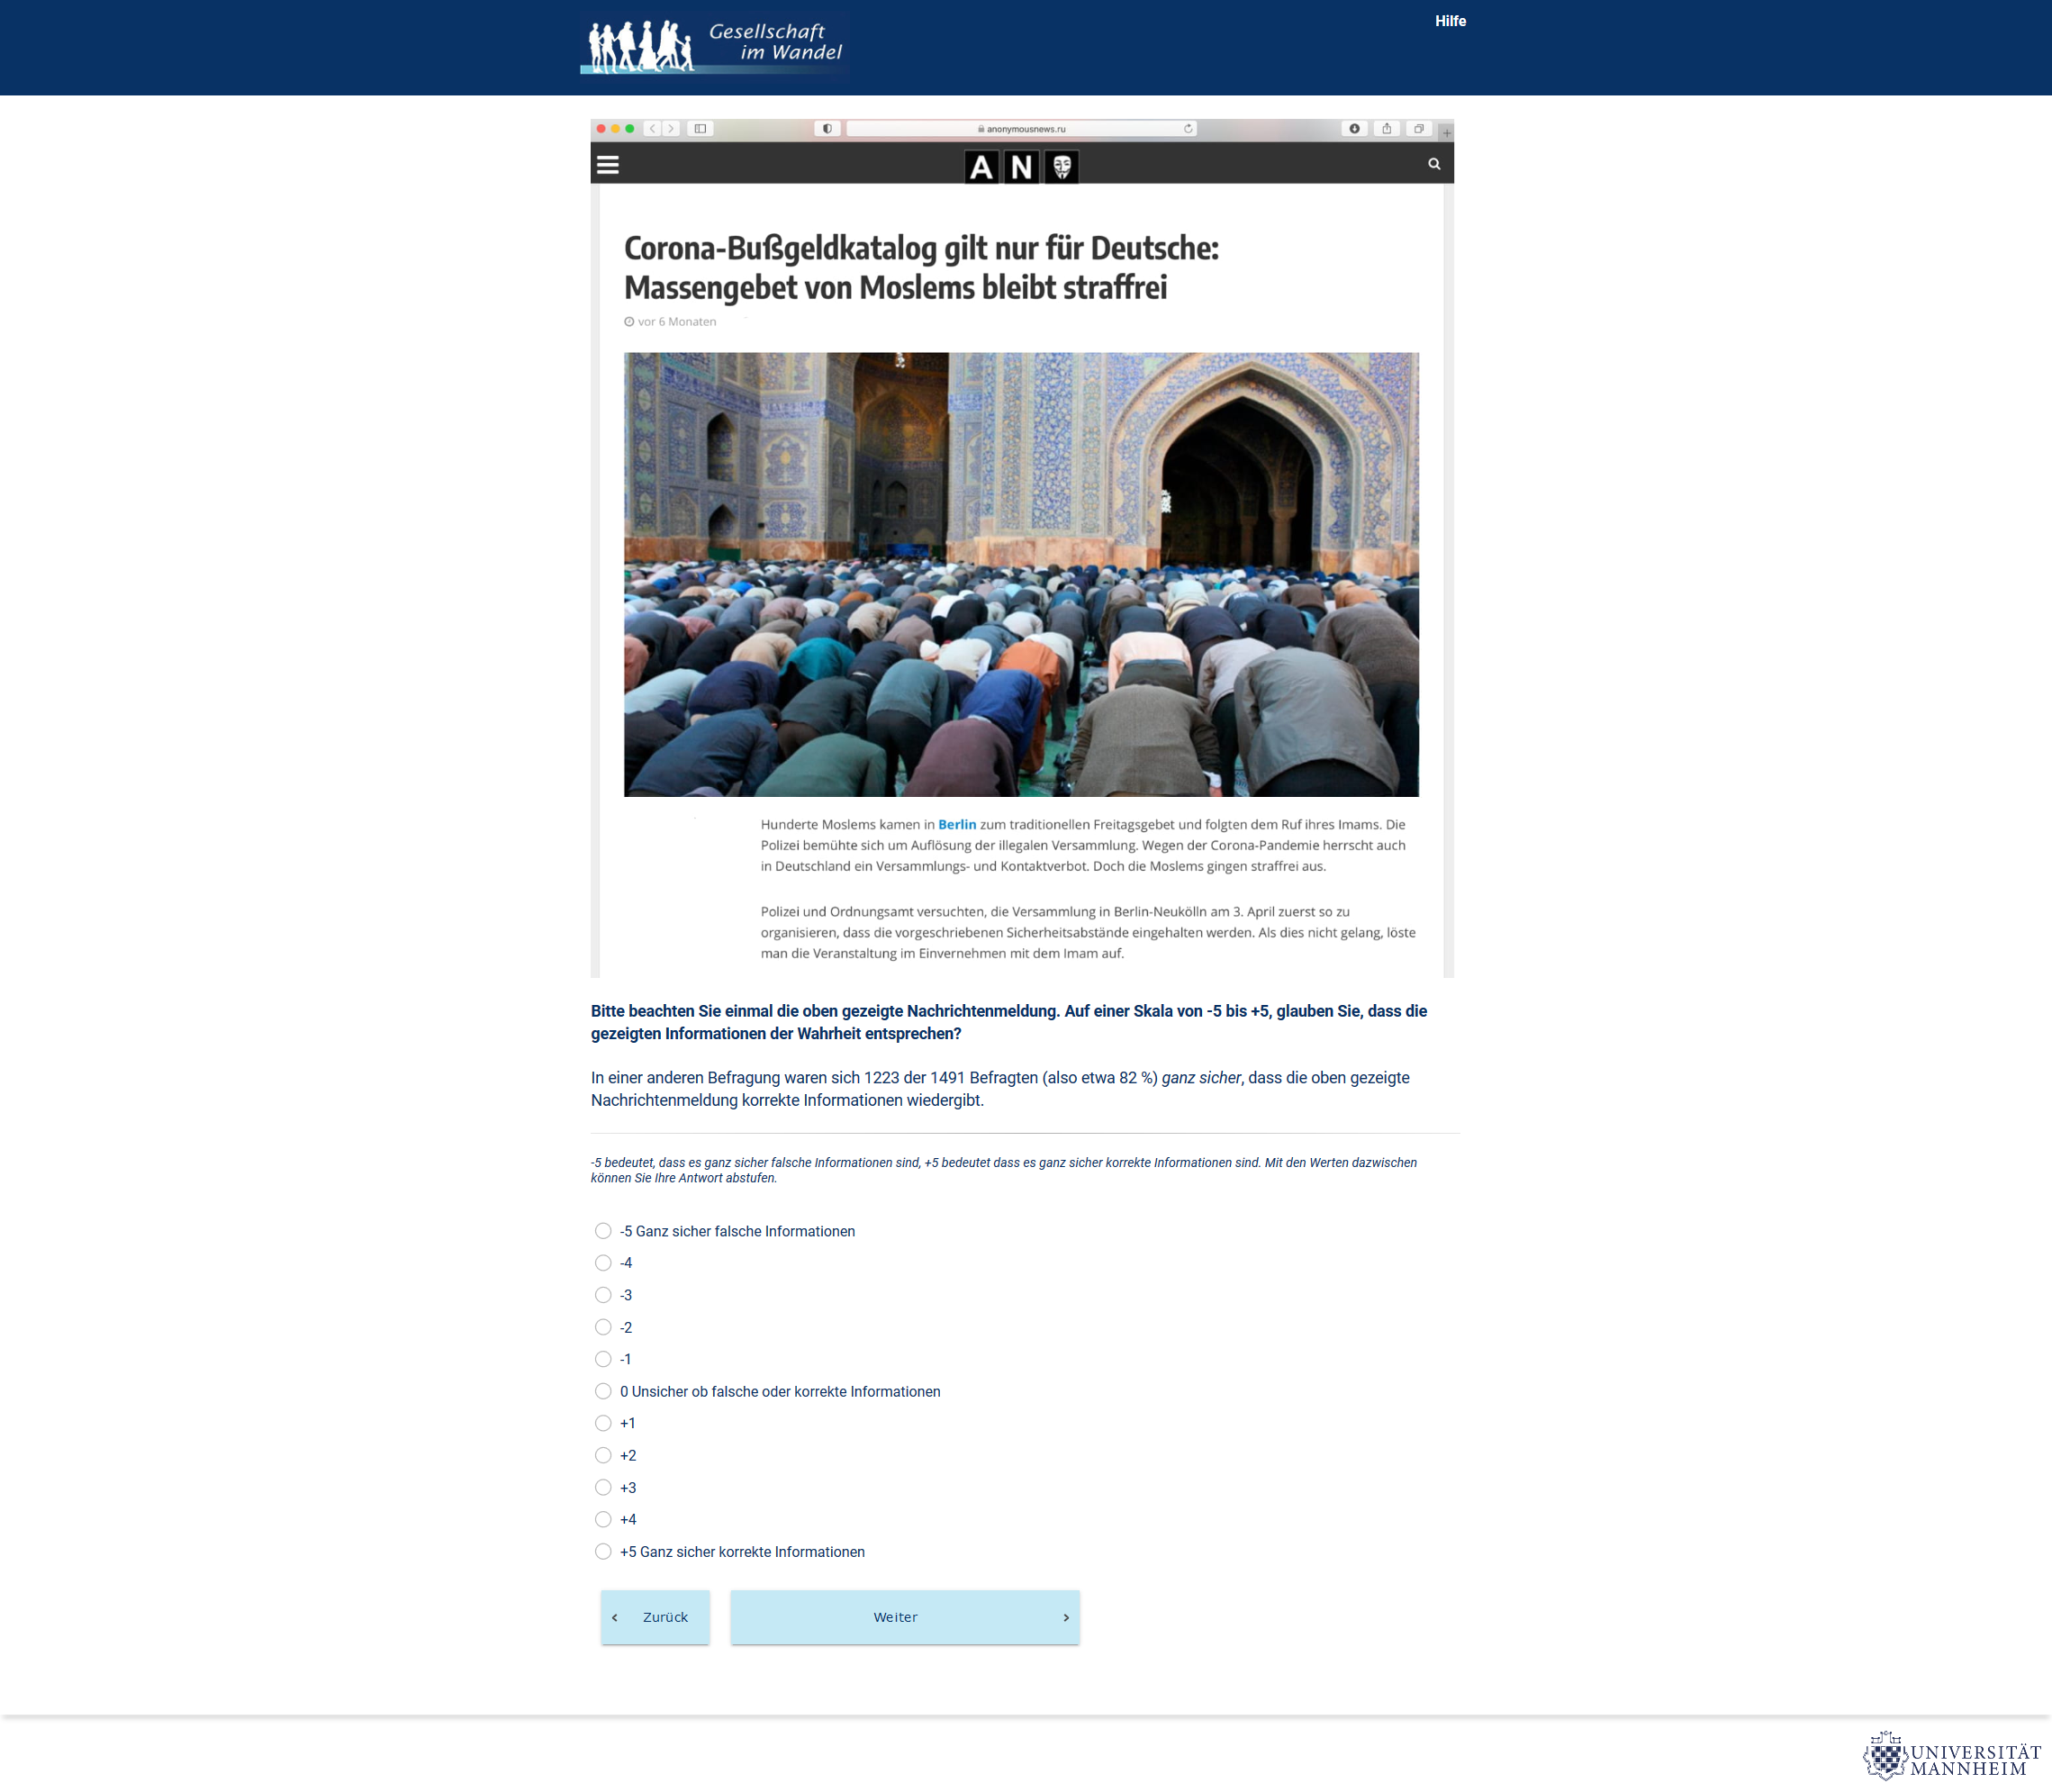 Gesellschaft
im Wandel
Hilfe
anonymousnews.ru
A N
Corona-Bußgeldkatalog gilt nur für Deutsche:
Massengebet von Moslems bleibt straffrei
vor 6 Monaten
Hunderte Moslems kamen in Berlin zum traditionellen Freitagsgebet und folgten dem Ruf ihres Imams. Die
Polizei bemühte sich um Auflösung der illegalen Versammlung. Wegen der Corona-Pandemie herrscht auch
in Deutschland ein Versammlungs- und Kontaktverbot. Doch die Moslems gingen straffrei aus.
Polizei und Ordnungsamt versuchten, die Versammlung in Berlin-Neukölln am 3. April zuerst so zu
organisieren, dass die vorgeschriebenen Sicherheitsabstände eingehalten werden. Als dies nicht gelang, löste
man die Veranstaltung im Einvernehmen mit dem Imam auf.
Bitte beachten Sie einmal die oben gezeigte Nachrichtenmeldung. Auf einer Skala von -5 bis +5, glauben Sie, dass die
gezeigten Informationen der Wahrheit entsprechen?
In einer anderen Befragung waren sich 1223 der 1491 Befragten (also etwa 82 %) ganz sicher, dass die oben gezeigte
Nachrichtenmeldung korrekte Informationen wiedergibt.
-5 bedeutet, dass es ganz sicher falsche Informationen sind, +5 bedeutet dass es ganz sicher korrekte Informationen sind. Mit den Werten dazwischen
können Sie Ihre Antwort abstufen.
-5 Ganz sicher falsche Informationen
-4
-3
-2
-1
0 Unsicher ob falsche oder korrekte Informationen
+1
+2
+3
+4
+5 Ganz sicher korrekte Informationen
Zurück
Weiter
UNIVERSITÄT
MANNHEIM